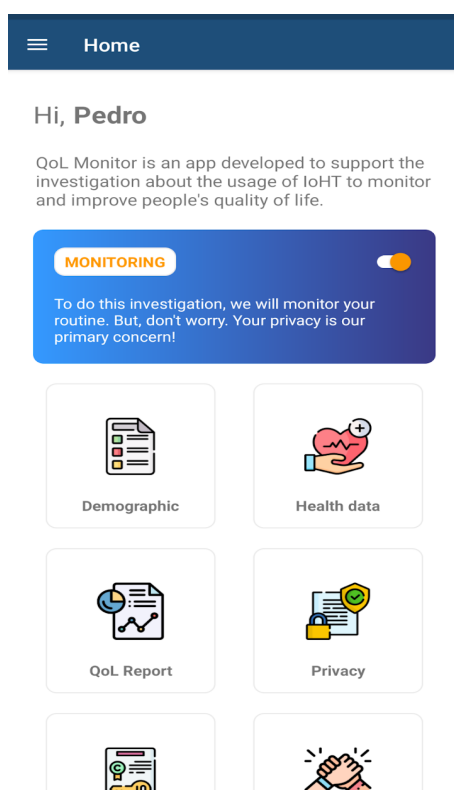 Home
Hi, Pedro
QoL Monitor is an app developed to support the
investigation about the usage of IoHT to monitor
and improve people's quality of life.
MONITORING
To do this investigation, we will monitor your
routine. But, don't worry. Your privacy is our
primary concern!
Demographic
Health data
QoL Report
Privacy